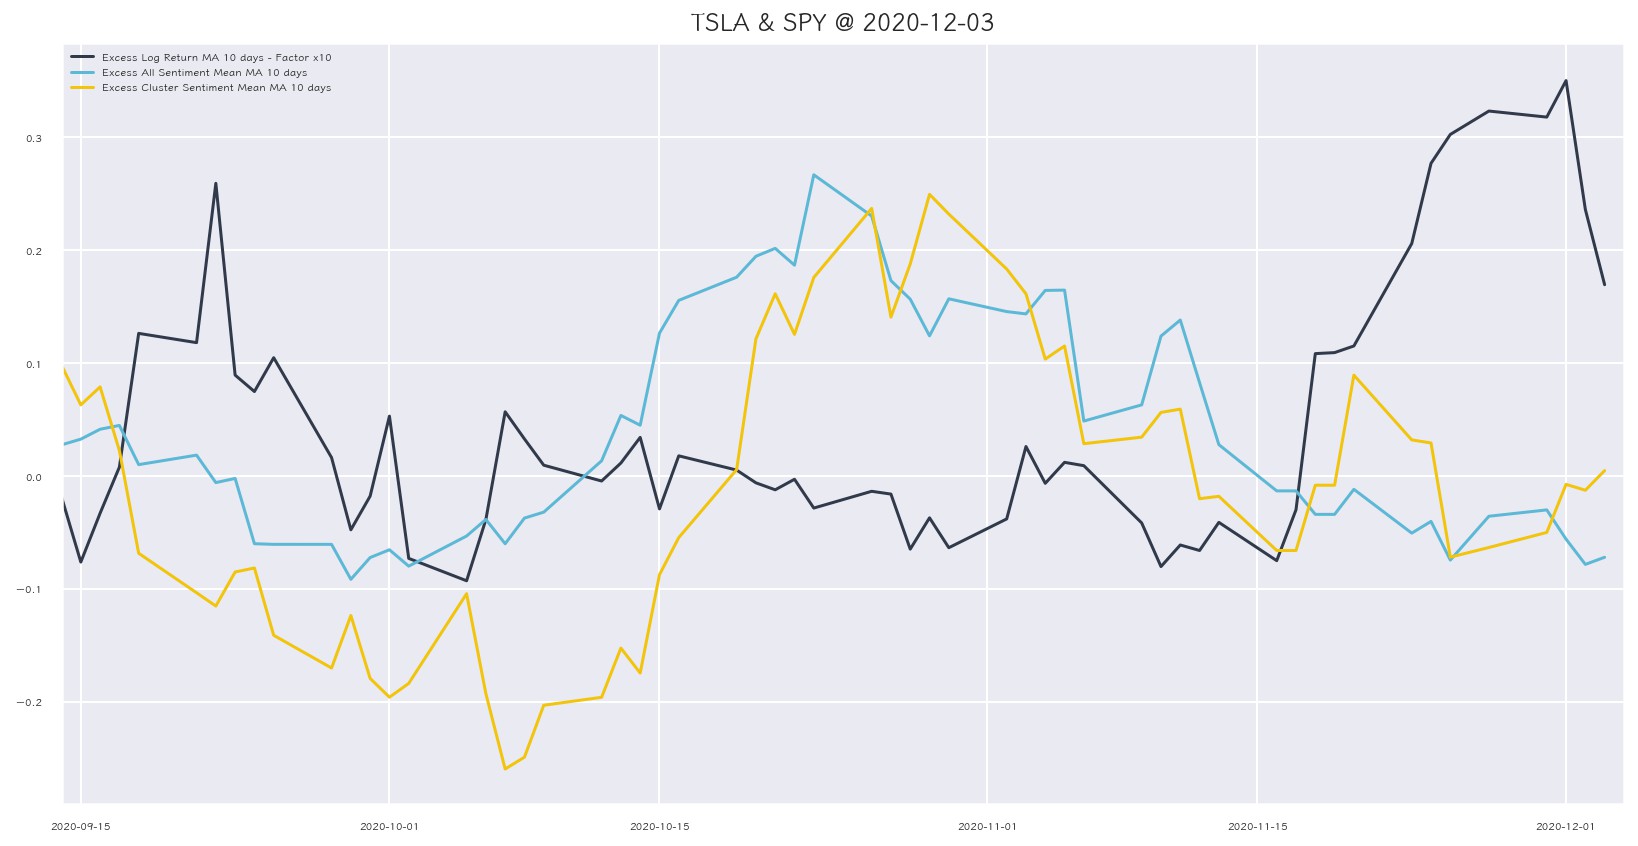 TSLA & SPY @ 2020-12-03
Excess Log Return MA 10 days - Factor x10
Excess All Sentiment Mean MA 10 days
Excess Cluster Sentiment Mean MA 10 days
0.3
0.2
0.1
0.0
−0.1
−0.2
2020-09-15 2020-10-01 2020-10-15 2020-11-01 2020-11-15 2020-12-01